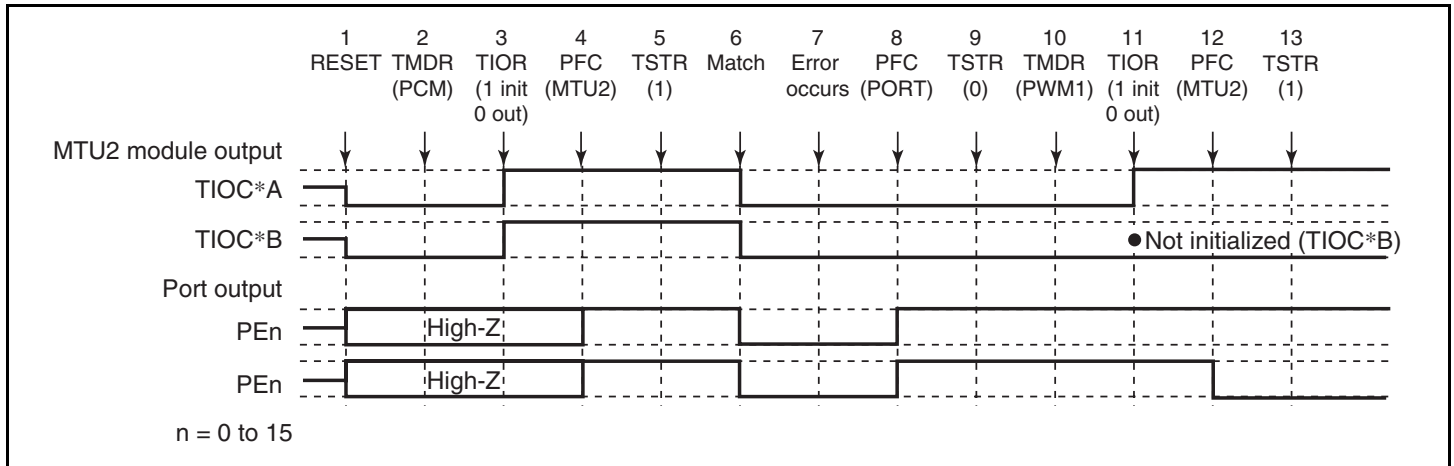 1 2 3 4 5 6 7 8 9 10 11 12 13
RESET TMDR TIOR PFC TSTR Match Error PFC TSTR TMDR TIOR PFC TSTR
(PCM) (1 init (MTU2) (1) occurs (PORT) (0) (PWM1) (1 init (MTU2) (1)
0 out) 0 out)
MTU2 module output
TIOC*A
TIOC*B ●Not initialized (TIOC*B)
Port output
PEn High-Z
PEn High-Z
n = 0 to 15